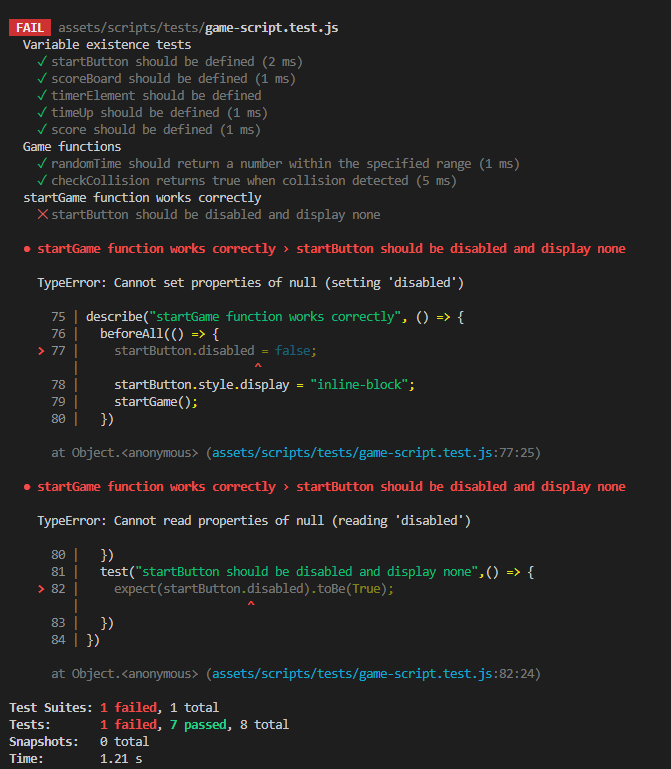 FAIL assets/scripts/tests/game-script.test.js
Variable existence tests
✓ startButton should be defined (2 ms)
✓ scoreBoard should be defined (1 ms)
✓ timerElement should be defined
✓ timeUp should be defined (1 ms)
✓ score should be defined (1 ms)
Game functions
✓ randomTime should return a number within the specified range (1 ms)
✓ checkCollision returns true when collision detected (5 ms)
startGame function works correctly
✕ startButton should be disabled and display none
● startGame function works correctly › startButton should be disabled and display none
TypeError: Cannot set properties of null (setting 'disabled')
75 | describe("startGame function works correctly", () => {
76 |   beforeAll(() => {
> 77 |     startButton.disabled = false;
|                          ^
78 |     startButton.style.display = "inline-block";
79 |     startGame();
80 |   })
at Object.<anonymous> (assets/scripts/tests/game-script.test.js:77:25)
● startGame function works correctly › startButton should be disabled and display none
TypeError: Cannot read properties of null (reading 'disabled')
80 |   })
81 |   test("startButton should be disabled and display none",() => {
> 82 |     expect(startButton.disabled).toBe(True);
|                        ^
83 |   })
84 | })
at Object.<anonymous> (assets/scripts/tests/game-script.test.js:82:24)
Test Suites: 1 failed, 1 total
Tests:       1 failed, 7 passed, 8 total
Snapshots:   0 total
Time:        1.21 s